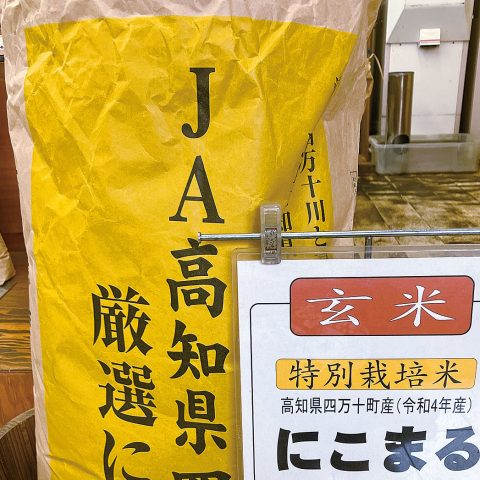 JA高知県四
厳選に
四万十川と
玄米
特別栽培米
高知県四万十町産(令和4年産)
にこまる